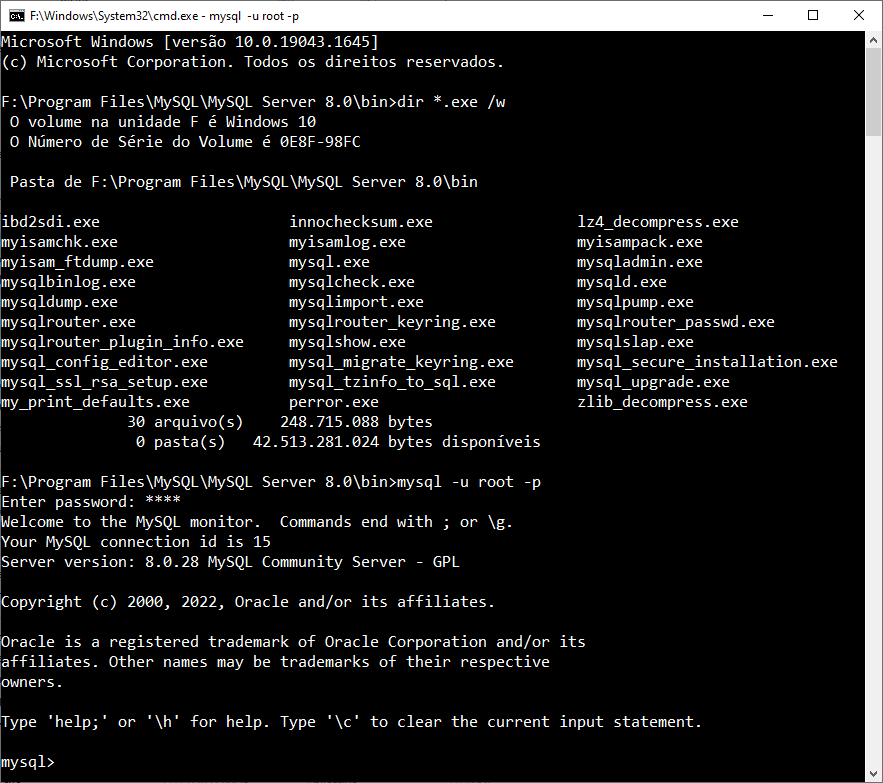 F:\Windows\System32\cmd.exe - mysql  -u root -p
Microsoft Windows [versão 10.0.19043.1645]
(c) Microsoft Corporation. Todos os direitos reservados.
F:\Program Files\MySQL\MySQL Server 8.0\bin>dir *.exe /w
 O volume na unidade F é Windows 10
 O Número de Série do Volume é 0E8F-98FC
 Pasta de F:\Program Files\MySQL\MySQL Server 8.0\bin
ibd2sdi.exe                     innochecksum.exe                lz4_decompress.exe
myisamchk.exe                   myisamlog.exe                   myisampack.exe
myisam_ftdump.exe               mysql.exe                       mysqladmin.exe
mysqlbinlog.exe                 mysqlcheck.exe                  mysqld.exe
mysqldump.exe                   mysqlimport.exe                 mysqlpump.exe
mysqlrouter.exe                 mysqlrouter_keyring.exe         mysqlrouter_passwd.exe
mysqlrouter_plugin_info.exe     mysqlshow.exe                   mysqlslap.exe
mysql_config_editor.exe         mysql_migrate_keyring.exe       mysql_secure_installation.exe
mysql_ssl_rsa_setup.exe         mysql_tzinfo_to_sql.exe         mysql_upgrade.exe
my_print_defaults.exe           perror.exe                      zlib_decompress.exe
              30 arquivo(s)    248.715.088 bytes
               0 pasta(s)   42.513.281.024 bytes disponíveis
F:\Program Files\MySQL\MySQL Server 8.0\bin>mysql -u root -p
Enter password: ****
Welcome to the MySQL monitor.  Commands end with ; or \g.
Your MySQL connection id is 15
Server version: 8.0.28 MySQL Community Server - GPL
Copyright (c) 2000, 2022, Oracle and/or its affiliates.
Oracle is a registered trademark of Oracle Corporation and/or its
affiliates. Other names may be trademarks of their respective
owners.
Type 'help;' or '\h' for help. Type '\c' to clear the current input statement.
mysql>